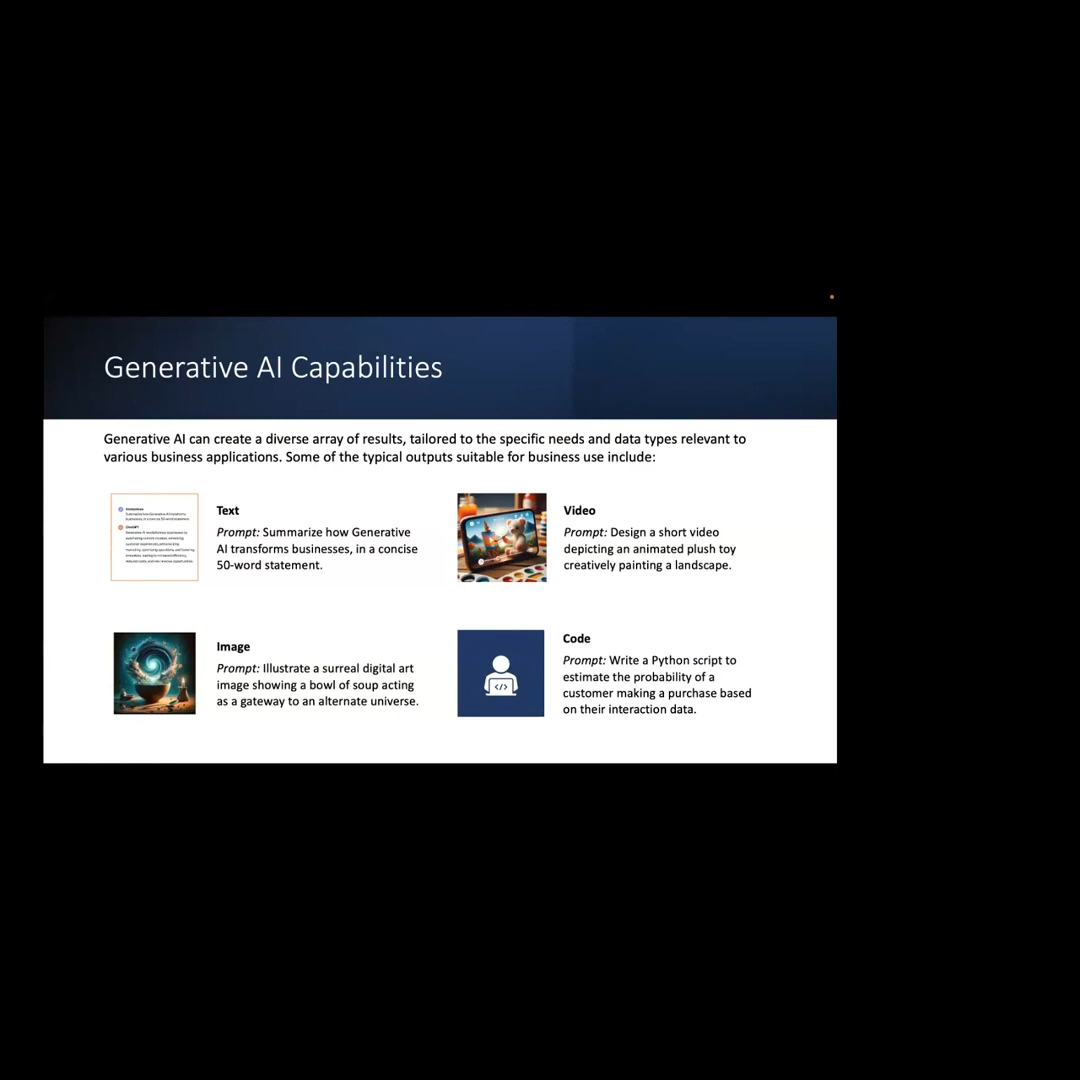 Generative AI Capabilities
Generative AI can create a diverse array of results, tailored to the specific needs and data types relevant to
various business applications. Some of the typical outputs suitable for business use include:
Text
Prompt: Summarize how Generative
AI transforms businesses, in a concise
50-word statement.
Video
Prompt: Design a short video
depicting an animated plush toy
creatively painting a landscape.
Image
Prompt: Illustrate a surreal digital art
image showing a bowl of soup acting
as a gateway to an alternate universe.
Code
Prompt: Write a Python script to
estimate the probability of a
customer making a purchase based
on their interaction data.